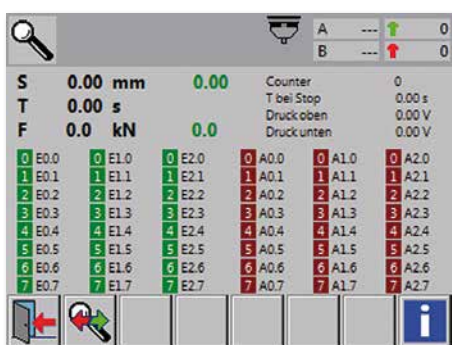 A --- 0
B --- 0
S 0.00 mm 0.00 Counter 0
T 0.00 s T bei Stop 0.00 s
Druck oben 0.00 V
F 0.0 kN 0.0 Druck unten 0.00 V
0 E0.0 0 E1.0 0 E2.0 0 A0.0 0 A1.0 0 A2.0
1 E0.1 1 E1.1 1 E2.1 1 A0.1 1 A1.1 1 A2.1
2 E0.2 2 E1.2 2 E2.2 2 A0.2 2 A1.2 2 A2.2
3 E0.3 3 E1.3 3 E2.3 3 A0.3 3 A1.3 3 A2.3
4 E0.4 4 E1.4 4 E2.4 4 A0.4 4 A1.4 4 A2.4
5 E0.5 5 E1.5 5 E2.5 5 A0.5 5 A1.5 5 A2.5
6 E0.6 6 E1.6 6 E2.6 6 A0.6 6 A1.6 6 A2.6
7 E0.7 7 E1.7 7 E2.7 7 A0.7 7 A1.7 7 A2.7
i